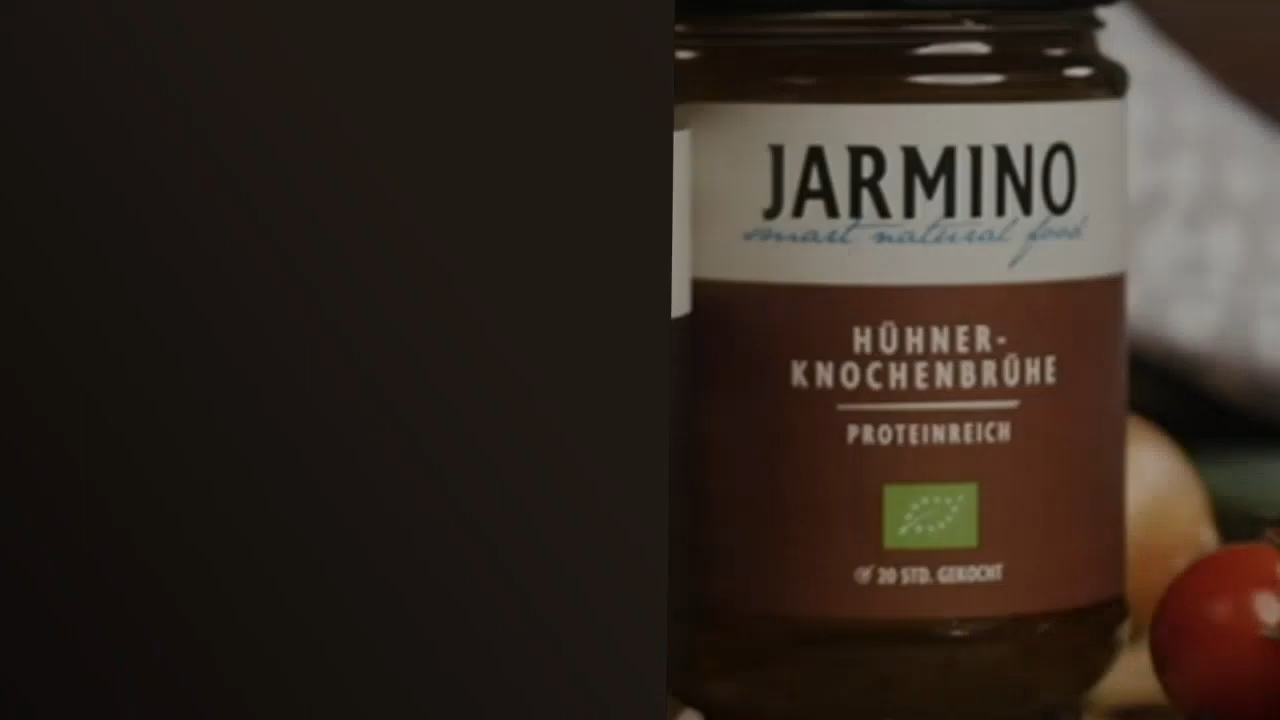 JARMINO
smart natural food
HÜHNER-
KNOCHENBRÜHE
PROTEINREICH
20 STD. GEKOCHT